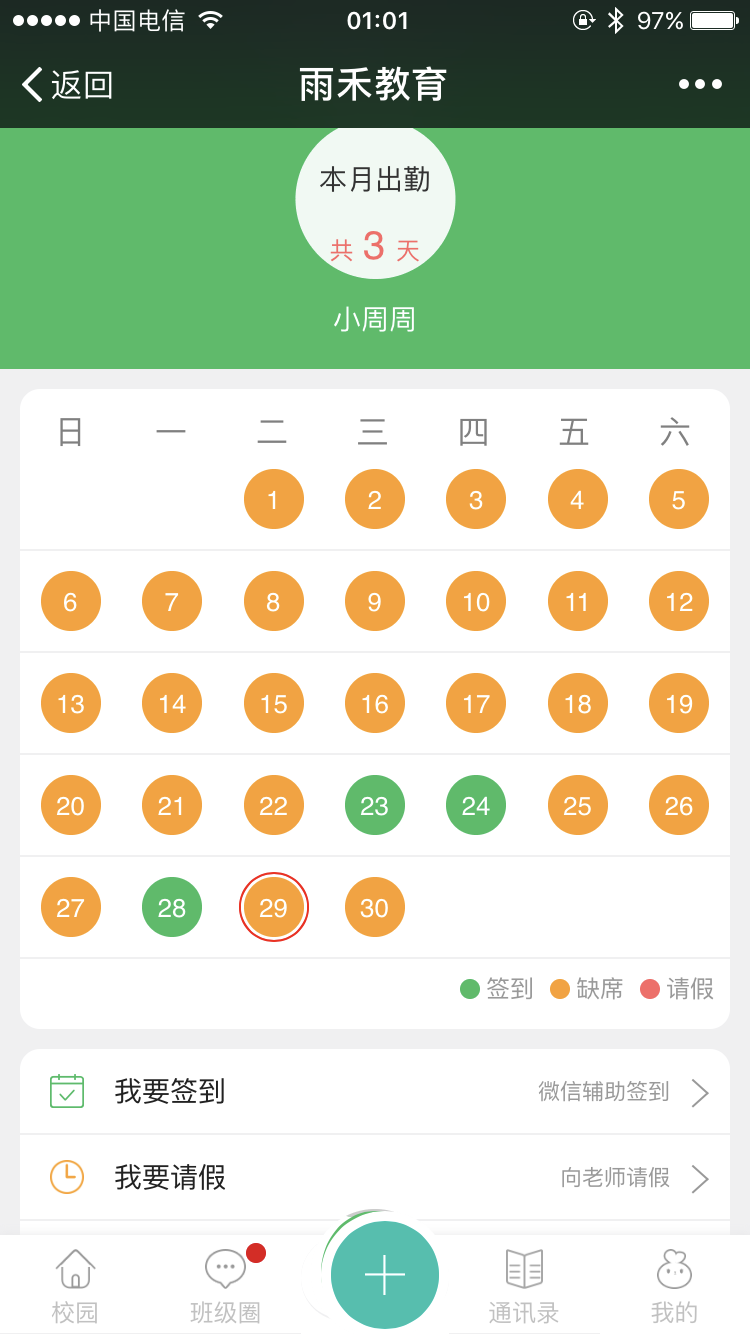 中国电信 01:01 97%
返回 雨禾教育
本月出勤
共 3 天
小周周
日 一 二 三 四 五 六
1 2 3 4 5
6 7 8 9 10 11 12
13 14 15 16 17 18 19
20 21 22 23 24 25 26
27 28 29 30
签到 缺席 请假
我要签到 微信辅助签到
我要请假 向老师请假
校园 班级圈 通讯录 我的